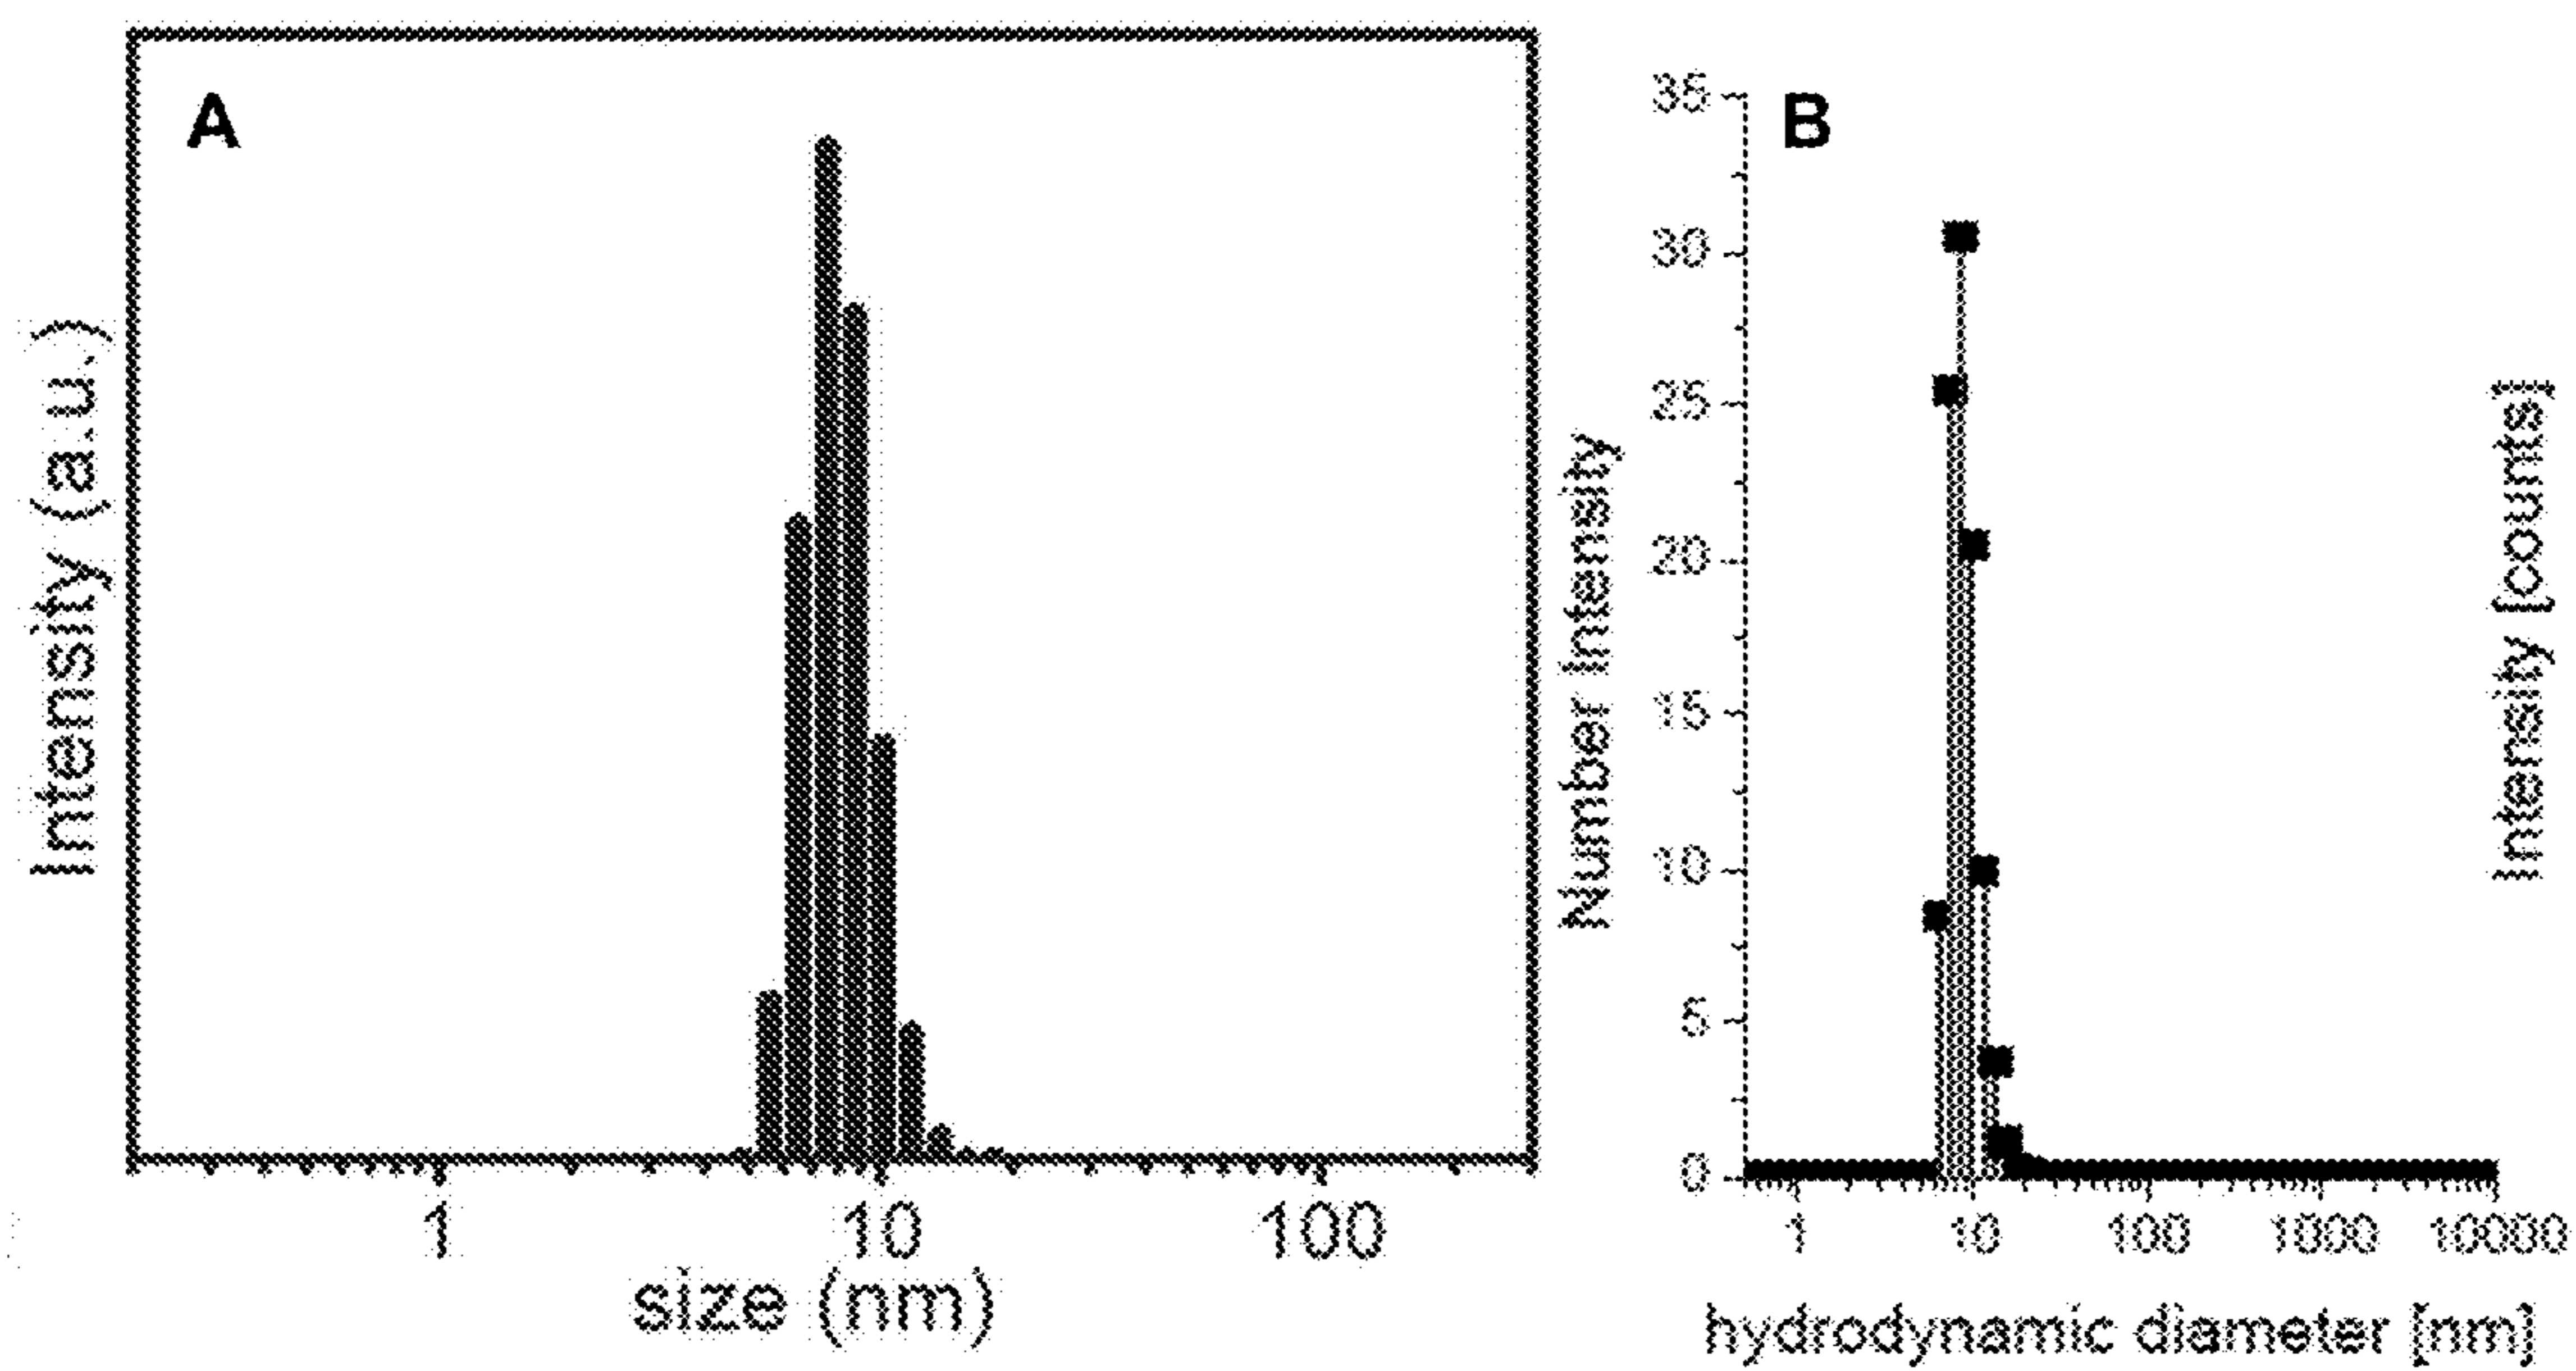 A
Intensity (a.u.)
1
10
100
size (nm)
B
Number Intensity
35
30
25
20
15
10
5
0
1
10
100
1000
10000
hydrodynamic diameter [nm]
Intensity [counts]